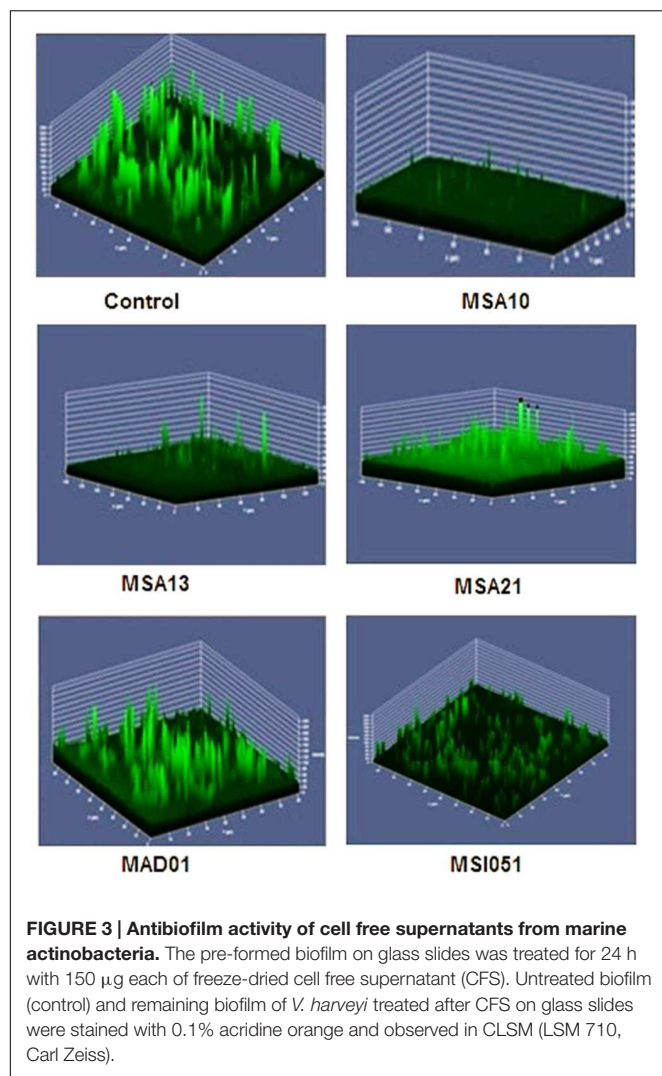 Control
MSA10
MSA13
MSA21
MAD01
MSI051
FIGURE 3 | Antibiofilm activity of cell free supernatants from marine
actinobacteria. The pre-formed biofilm on glass slides was treated for 24 h
with 150 μg each of freeze-dried cell free supernatant (CFS). Untreated biofilm
(control) and remaining biofilm of V. harveyi treated after CFS on glass slides
were stained with 0.1% acridine orange and observed in CLSM (LSM 710,
Carl Zeiss).